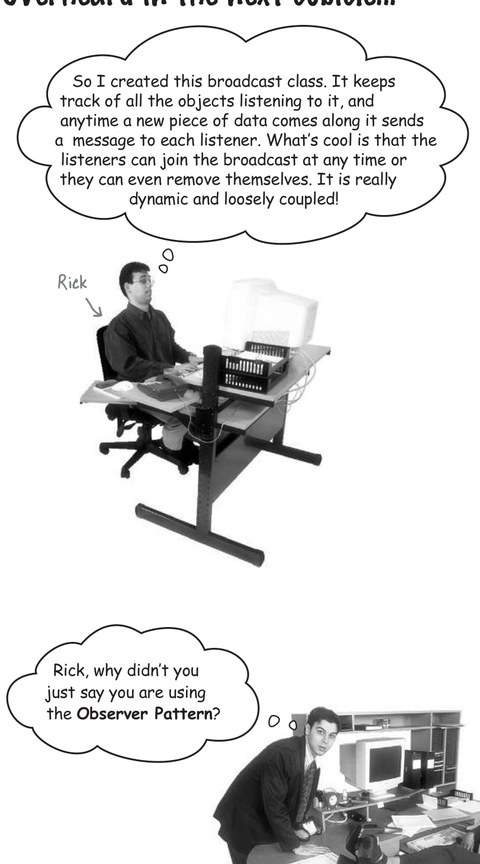 overheard in the next cubicle...
So I created this broadcast class. It keeps
track of all the objects listening to it, and
anytime a new piece of data comes along it sends
a message to each listener. What's cool is that the
listeners can join the broadcast at any time or
they can even remove themselves. It is really
dynamic and loosely coupled!
Rick
Rick, why didn't you
just say you are using
the Observer Pattern?